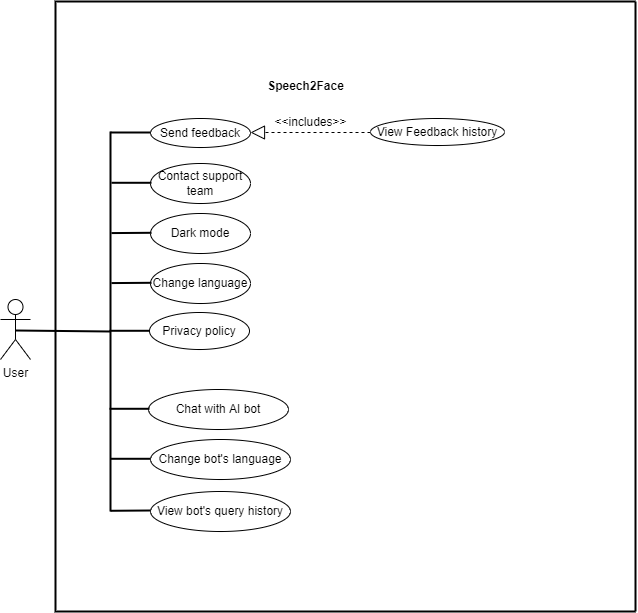 Speech2Face
Send feedback
<<includes>>
View Feedback history
Contact support
team
Dark mode
Change language
Privacy policy
User
Chat with AI bot
Change bot's language
View bot's query history